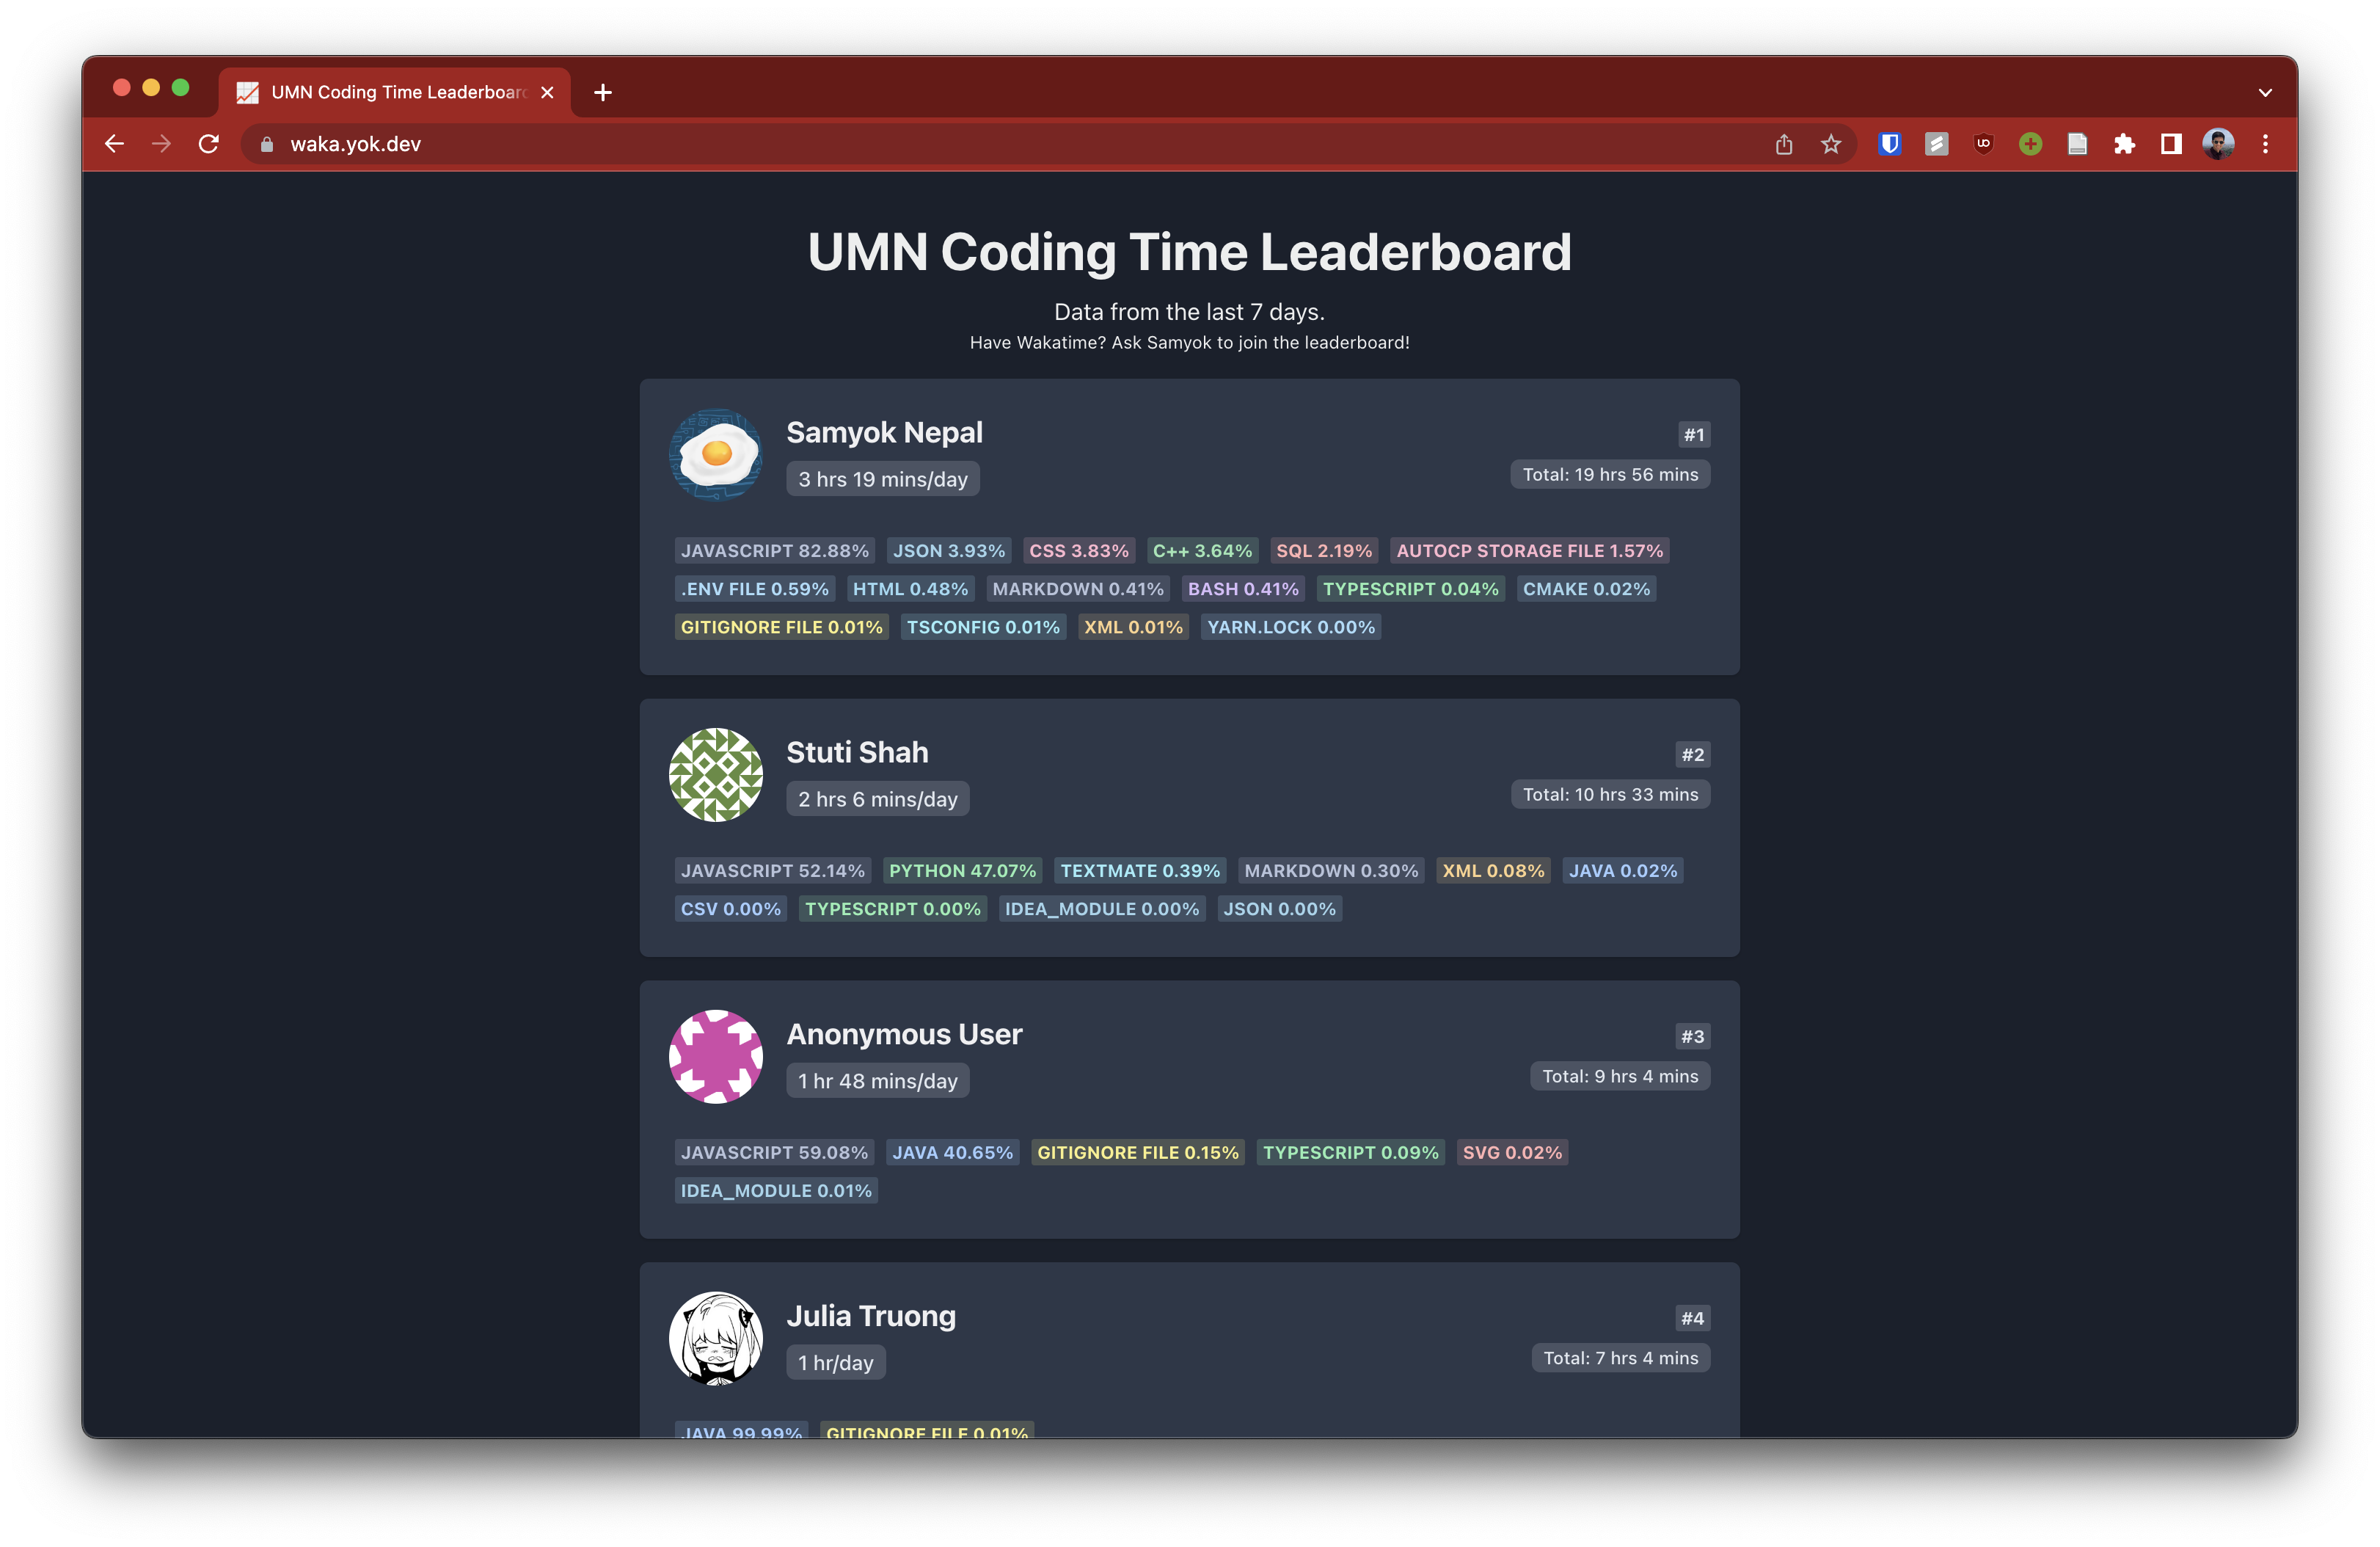 UMN Coding Time Leaderboard
waka.yok.dev
UMN Coding Time Leaderboard
Data from the last 7 days.
Have Wakatime? Ask Samyok to join the leaderboard!
Samyok Nepal
#1
3 hrs 19 mins/day
Total: 19 hrs 56 mins
JAVASCRIPT 82.88% JSON 3.93% CSS 3.83% C++ 3.64% SQL 2.19% AUTOCP STORAGE FILE 1.57%
.ENV FILE 0.59% HTML 0.48% MARKDOWN 0.41% BASH 0.41% TYPESCRIPT 0.04% CMAKE 0.02%
GITIGNORE FILE 0.01% TSCONFIG 0.01% XML 0.01% YARN.LOCK 0.00%
Stuti Shah
#2
2 hrs 6 mins/day
Total: 10 hrs 33 mins
JAVASCRIPT 52.14% PYTHON 47.07% TEXTMATE 0.39% MARKDOWN 0.30% XML 0.08% JAVA 0.02%
CSV 0.00% TYPESCRIPT 0.00% IDEA_MODULE 0.00% JSON 0.00%
Anonymous User
#3
1 hr 48 mins/day
Total: 9 hrs 4 mins
JAVASCRIPT 59.08% JAVA 40.65% GITIGNORE FILE 0.15% TYPESCRIPT 0.09% SVG 0.02%
IDEA_MODULE 0.01%
Julia Truong
#4
1 hr/day
Total: 7 hrs 4 mins
JAVA 99.99% GITIGNORE FILE 0.01%